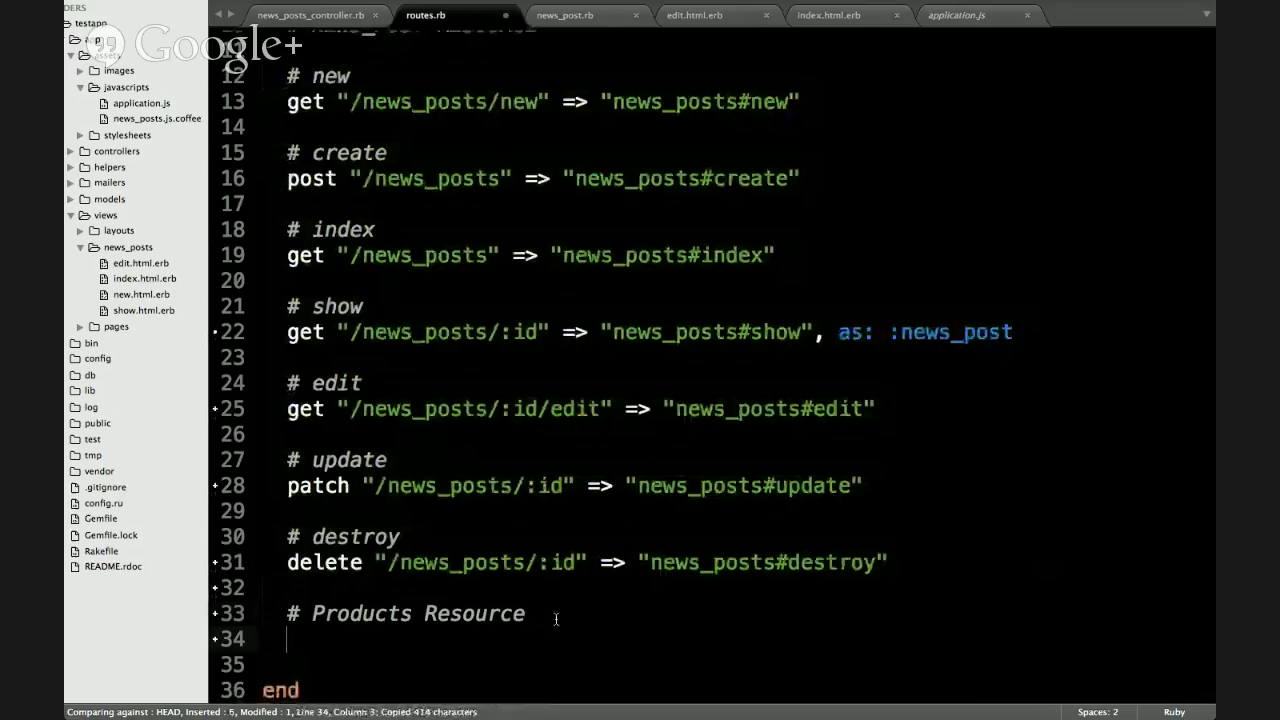 news_posts_controller.rb
routes.rb
news_post.rb
edit.html.erb
index.html.erb
application.js
DERS
testapp
app
Google+
assets
images
javascripts
application.js
news_posts.js.coffee
stylesheets
controllers
helpers
mailers
models
views
layouts
news_posts
edit.html.erb
index.html.erb
new.html.erb
show.html.erb
pages
bin
config
db
lib
log
public
test
tmp
vendor
.gitignore
config.ru
Gemfile
Gemfile.lock
Rakefile
README.rdoc
11
12 # new
13 get "/news_posts/new" => "news_posts#new"
14
15 # create
16 post "/news_posts" => "news_posts#create"
17
18 # index
19 get "/news_posts" => "news_posts#index"
20
21 # show
22 get "/news_posts/:id" => "news_posts#show", as: :news_post
23
24 # edit
25 get "/news_posts/:id/edit" => "news_posts#edit"
26
27 # update
28 patch "/news_posts/:id" => "news_posts#update"
29
30 # destroy
31 delete "/news_posts/:id" => "news_posts#destroy"
32
33 # Products Resource
34
35
36 end
Comparing against : HEAD, Inserted : 6, Modified : 1, Line 34, Column 3; Copied 414 characters
Spaces: 2
Ruby